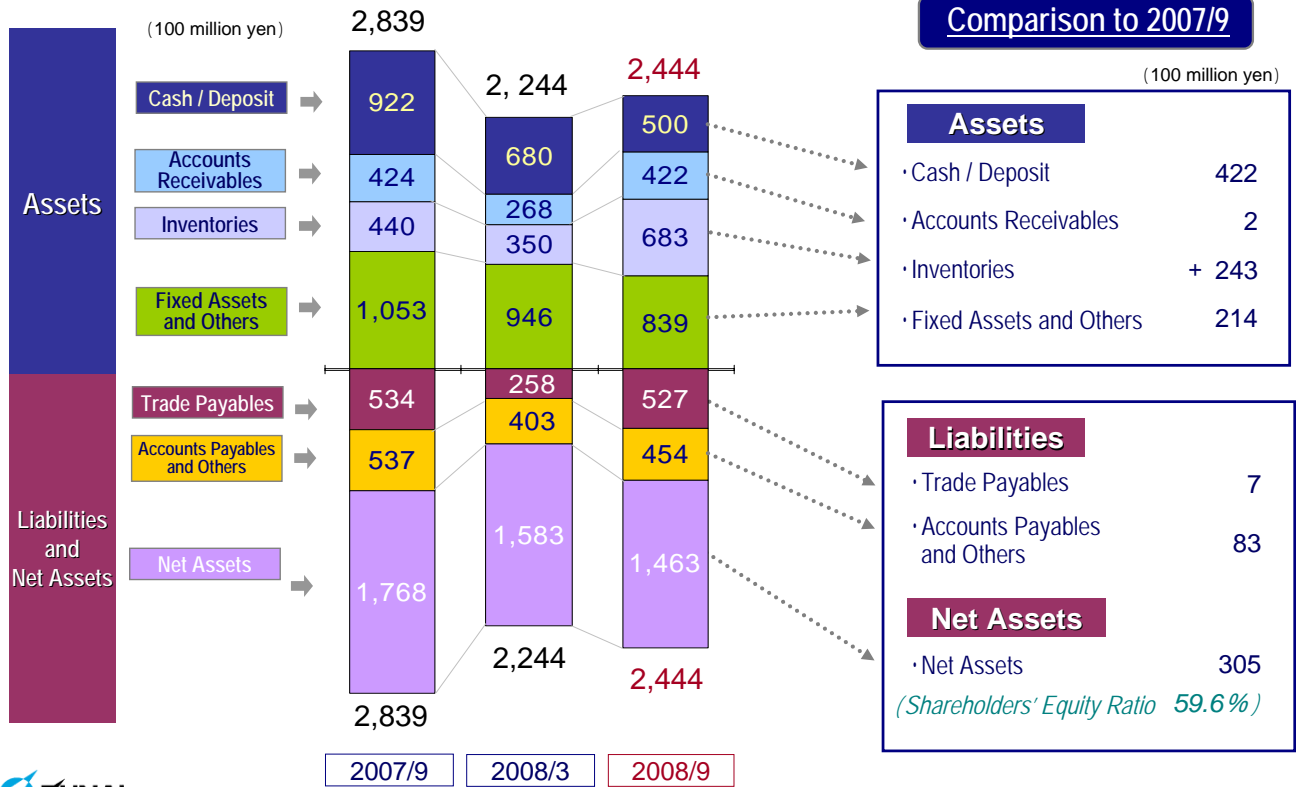 Comparison to 2007/9
(100 million yen)
(100 million yen)
2,839
2, 244
2,444
Assets
Cash / Deposit
922
680
500
Accounts
Receivables
424
268
422
Inventories
440
350
683
Fixed Assets
and Others
1,053
946
839
Liabilities
and
Net Assets
Trade Payables
534
258
527
Accounts Payables
and Others
537
403
454
Net Assets
1,768
1,583
1,463
2,839
2,244
2,444
2007/9
2008/3
2008/9
Assets
·Cash / Deposit 422
·Accounts Receivables 2
·Inventories + 243
·Fixed Assets and Others 214
Liabilities
·Trade Payables 7
·Accounts Payables
and Others 83
Net Assets
·Net Assets 305
(Shareholders' Equity Ratio 59.6%)